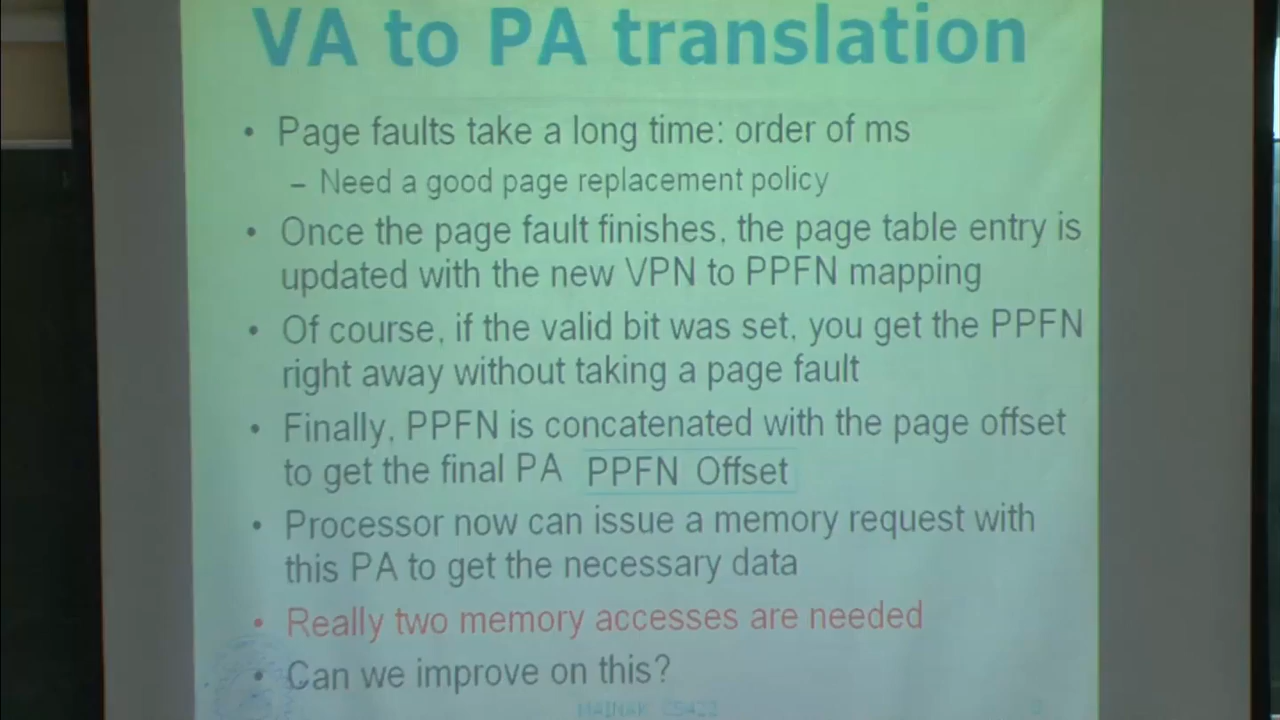 VA to PA translation
• Page faults take a long time: order of ms
– Need a good page replacement policy
• Once the page fault finishes, the page table entry is
updated with the new VPN to PPFN mapping
• Of course, if the valid bit was set, you get the PPFN
right away without taking a page fault
• Finally, PPFN is concatenated with the page offset
to get the final PA PPFN Offset
• Processor now can issue a memory request with
this PA to get the necessary data
• Really two memory accesses are needed
• Can we improve on this?
MAINAK CS422